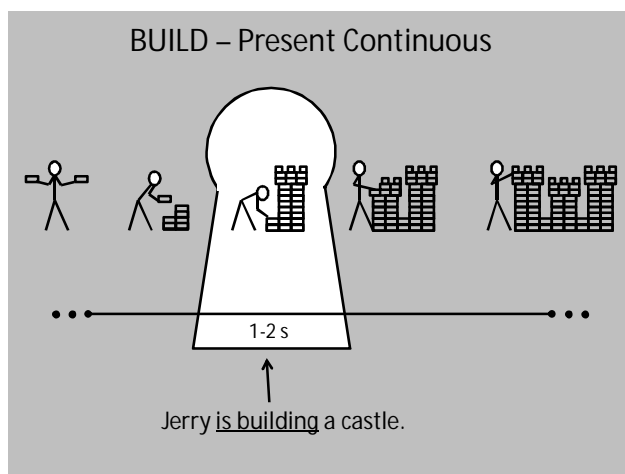 BUILD – Present Continuous
1-2 s
Jerry is building a castle.